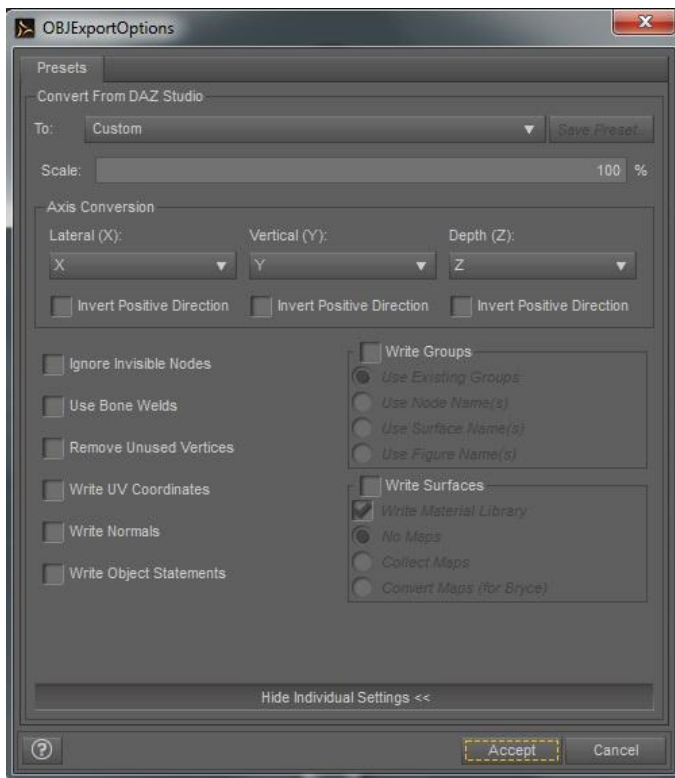 OBJExportOptions
Presets
Convert From DAZ Studio
To: Custom Save Preset..
Scale: 100 %
Axis Conversion
Lateral (X): Vertical (Y): Depth (Z):
X Y Z
Invert Positive Direction Invert Positive Direction Invert Positive Direction
Ignore Invisible Nodes
Use Bone Welds
Remove Unused Vertices
Write UV Coordinates
Write Normals
Write Object Statements
Write Groups
Use Existing Groups
Use Node Name(s)
Use Surface Name(s)
Use Figure Name(s)
Write Surfaces
Write Material Library
No Maps
Collect Maps
Convert Maps (for Bryce)
Hide Individual Settings <<
? Accept Cancel